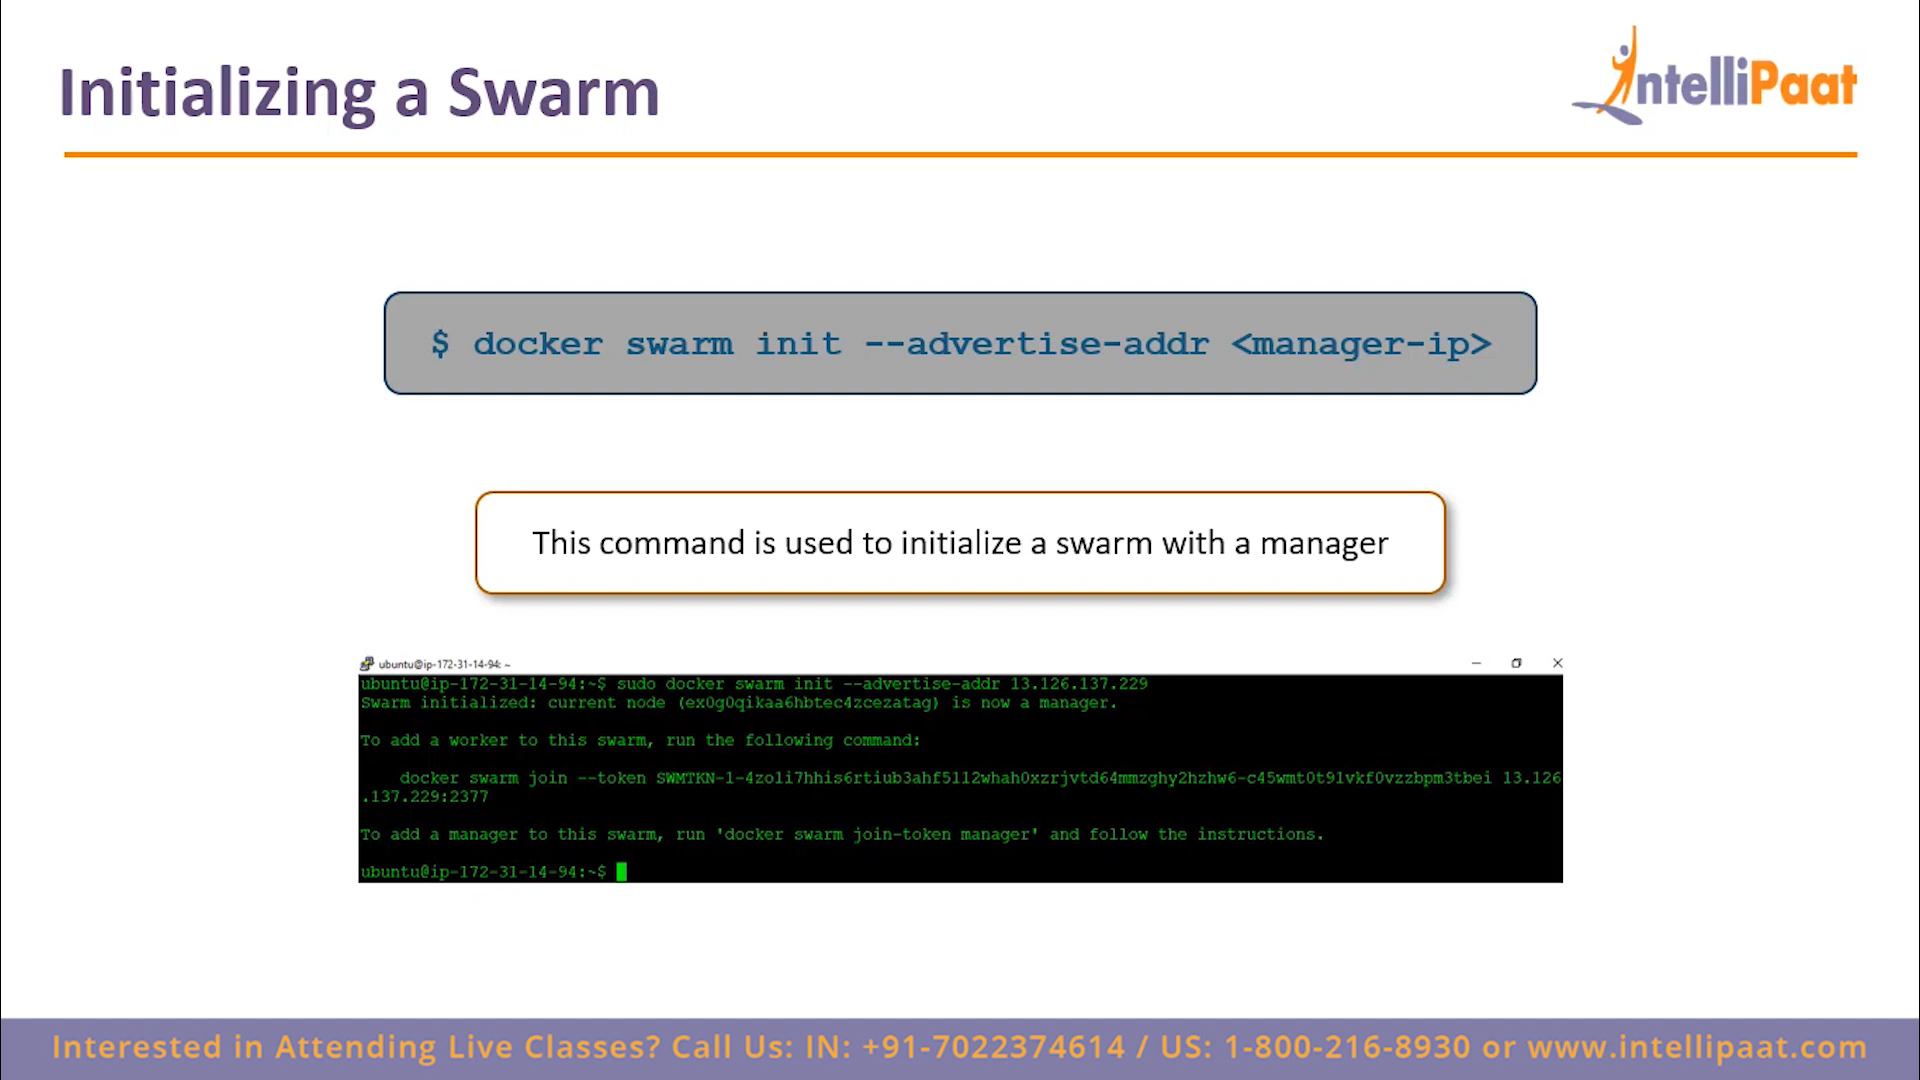 Initializing a Swarm
IntelliPaat
$ docker swarm init --advertise-addr <manager-ip>
This command is used to initialize a swarm with a manager
ubuntu@ip-172-31-14-94: ~
ubuntu@ip-172-31-14-94:~$ sudo docker swarm init --advertise-addr 13.126.137.229
Swarm initialized: current node (ex0g0qikaa6hbtec4zcezatag) is now a manager.
To add a worker to this swarm, run the following command:
docker swarm join --token SWMTKN-1-4zoli7hhis6rtiub3ahf5112whah0xzrjvtd64mmzghy2hzhw6-c45wmt0t91vkf0vzzbpm3tbei 13.126
.137.229:2377
To add a manager to this swarm, run 'docker swarm join-token manager' and follow the instructions.
ubuntu@ip-172-31-14-94:~$
Interested in Attending Live Classes? Call Us: IN: +91-7022374614 / US: 1-800-216-8930 or www.intellipaat.com